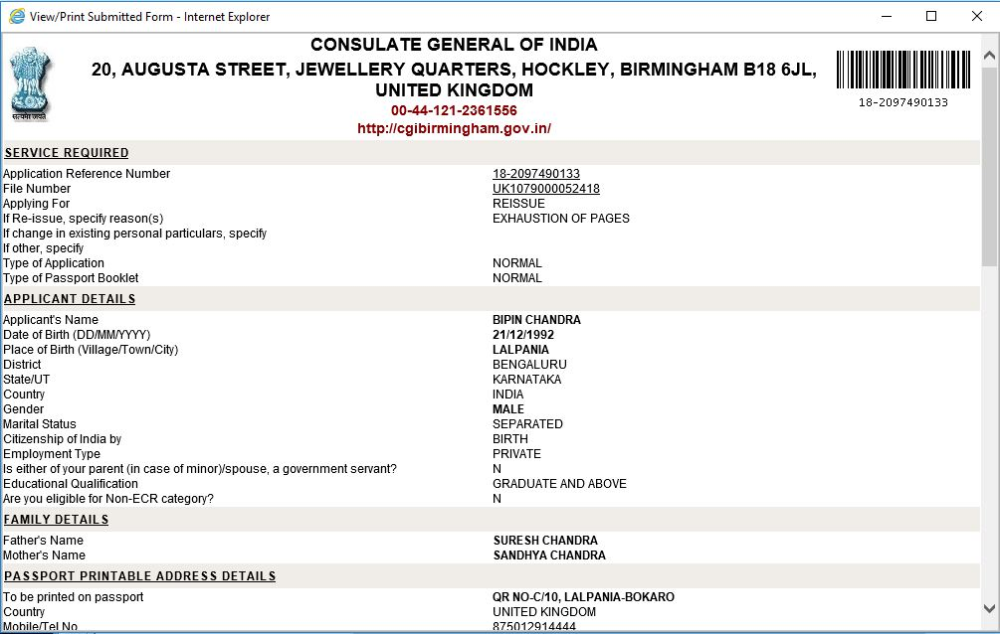 View/Print Submitted Form - Internet Explorer
CONSULATE GENERAL OF INDIA
20, AUGUSTA STREET, JEWELLERY QUARTERS, HOCKLEY, BIRMINGHAM B18 6JL,
UNITED KINGDOM
00-44-121-2361556
http://cgibirmingham.gov.in/
सत्यमेव जयते
18-2097490133
SERVICE REQUIRED
Application Reference Number 18-2097490133
File Number UK1079000052418
Applying For REISSUE
If Re-issue, specify reason(s) EXHAUSTION OF PAGES
If change in existing personal particulars, specify
If other, specify
Type of Application NORMAL
Type of Passport Booklet NORMAL
APPLICANT DETAILS
Applicant's Name BIPIN CHANDRA
Date of Birth (DD/MM/YYYY) 21/12/1992
Place of Birth (Village/Town/City) LALPANIA
District BENGALURU
State/UT KARNATAKA
Country INDIA
Gender MALE
Marital Status SEPARATED
Citizenship of India by BIRTH
Employment Type PRIVATE
Is either of your parent (in case of minor)/spouse, a government servant? N
Educational Qualification GRADUATE AND ABOVE
Are you eligible for Non-ECR category? N
FAMILY DETAILS
Father's Name SURESH CHANDRA
Mother's Name SANDHYA CHANDRA
PASSPORT PRINTABLE ADDRESS DETAILS
To be printed on passport QR NO-C/10, LALPANIA-BOKARO
Country UNITED KINGDOM
Mobile/Tel No 875012914444